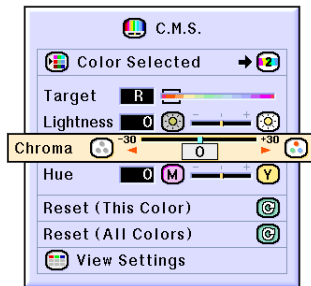 C.M.S.
Color Selected 2
Target R
Lightness 0 - +
Chroma -30 0 +30
Hue 0 M - + Y
Reset (This Color)
Reset (All Colors)
View Settings